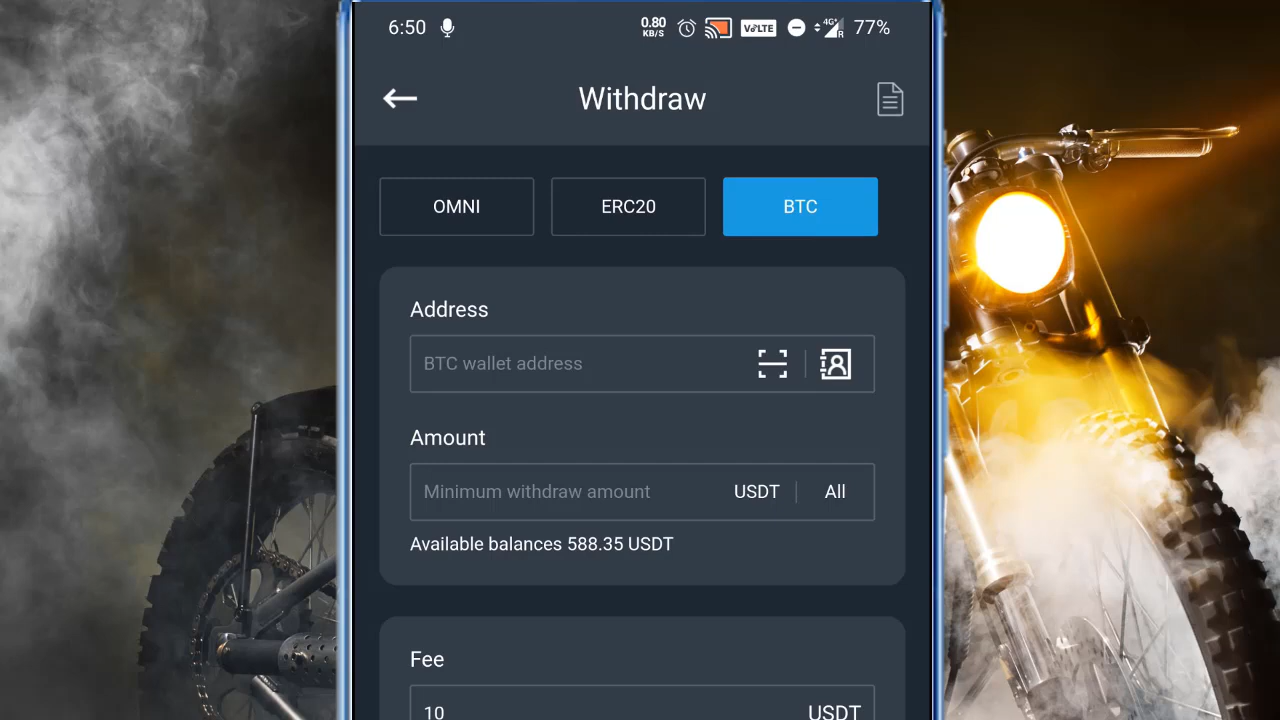 6:50 0.80 KB/S VoLTE 4G+ R 77%
Withdraw
OMNI ERC20 BTC
Address
BTC wallet address
Amount
Minimum withdraw amount USDT All
Available balances 588.35 USDT
Fee
10 USDT